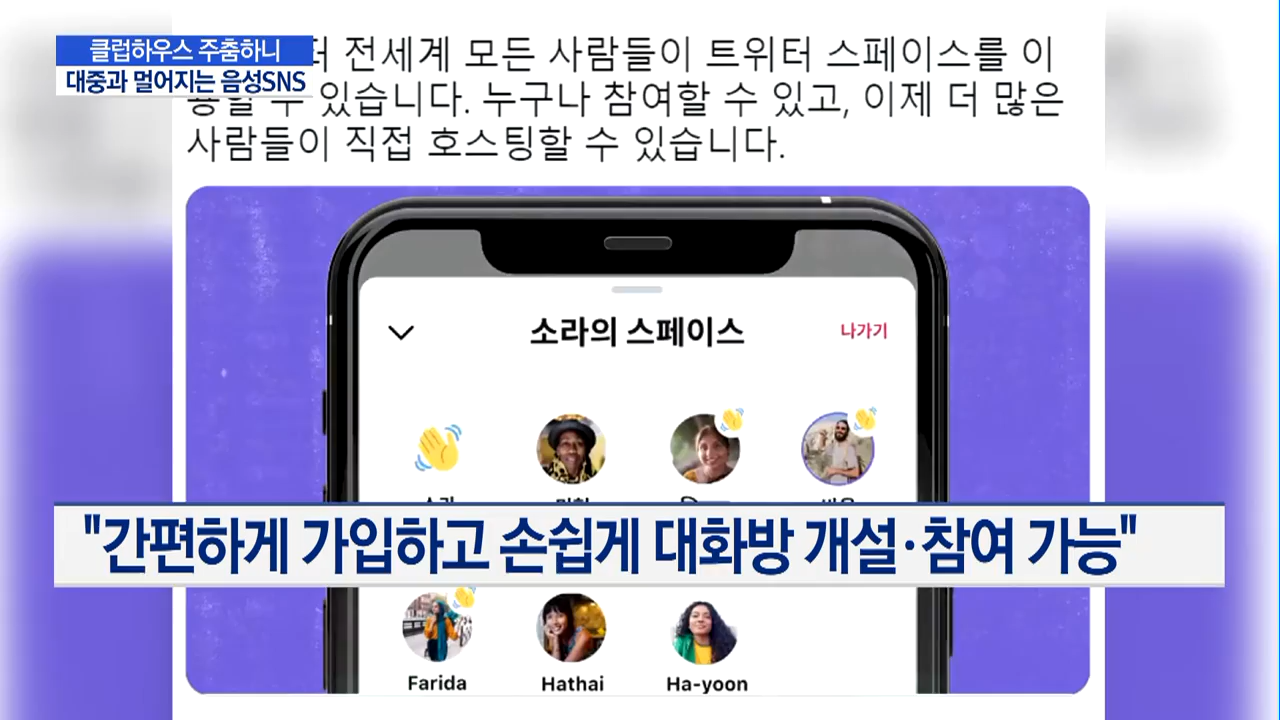 클럽하우스 주춤하니
대중과 멀어지는 음성SNS
터 전세계 모든 사람들이 트위터 스페이스를 이
용할 수 있습니다. 누구나 참여할 수 있고, 이제 더 많은
사람들이 직접 호스팅할 수 있습니다.
소라의 스페이스
나가기
"간편하게 가입하고 손쉽게 대화방 개설·참여 가능"
Farida
Hathai
Ha-yoon